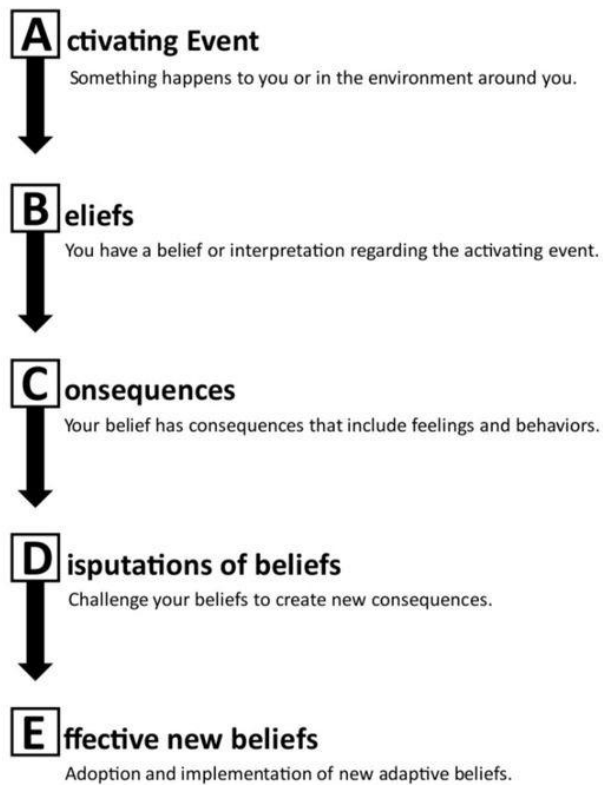 Activating Event
Something happens to you or in the environment around you.
Beliefs
You have a belief or interpretation regarding the activating event.
Consequences
Your belief has consequences that include feelings and behaviors.
Disputations of beliefs
Challenge your beliefs to create new consequences.
Effective new beliefs
Adoption and implementation of new adaptive beliefs.